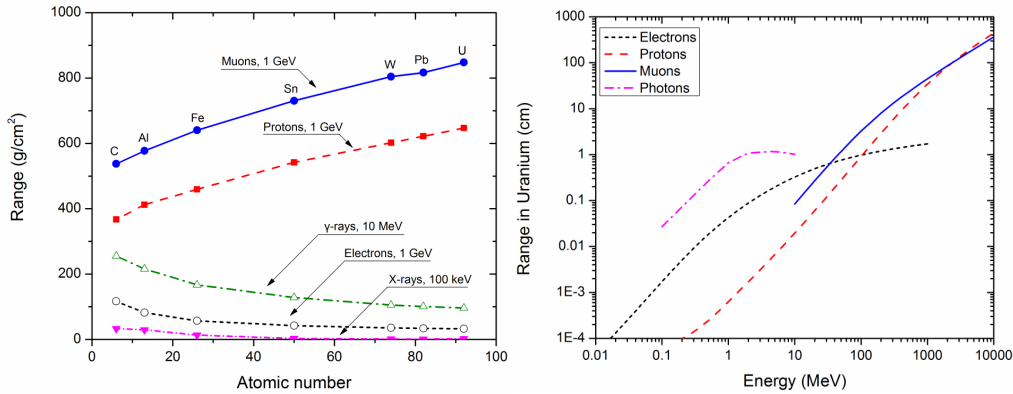 1000
800
600
400
200
0
Range (g/cm²)
0 20 40 60 80 100
Atomic number
Muons, 1 GeV
Protons, 1 GeV
γ-rays, 10 MeV
Electrons, 1 GeV
X-rays, 100 keV
C
Al
Fe
Sn
W
Pb
U
1000
100
10
1
0.1
0.01
1E-3
1E-4
Range in Uranium (cm)
0.01 0.1 1 10 100 1000 10000
Energy (MeV)
Electrons
Protons
Muons
Photons